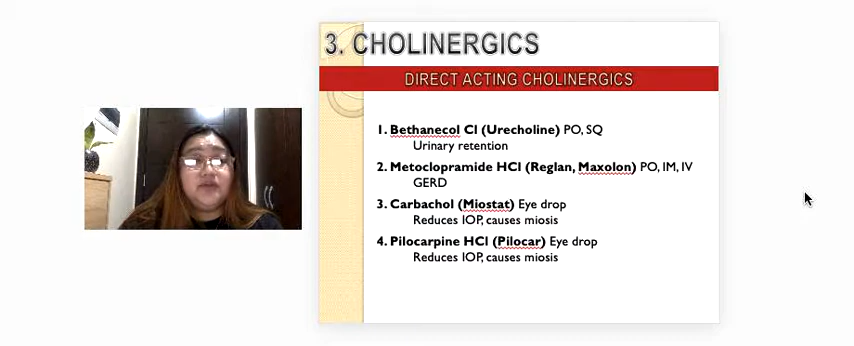 3. CHOLINERGICS
DIRECT ACTING CHOLINERGICS
1. Bethanecol Cl (Urecholine) PO, SQ
Urinary retention
2. Metoclopramide HCl (Reglan, Maxolon) PO, IM, IV
GERD
3. Carbachol (Miostat) Eye drop
Reduces IOP, causes miosis
4. Pilocarpine HCl (Pilocar) Eye drop
Reduces IOP, causes miosis